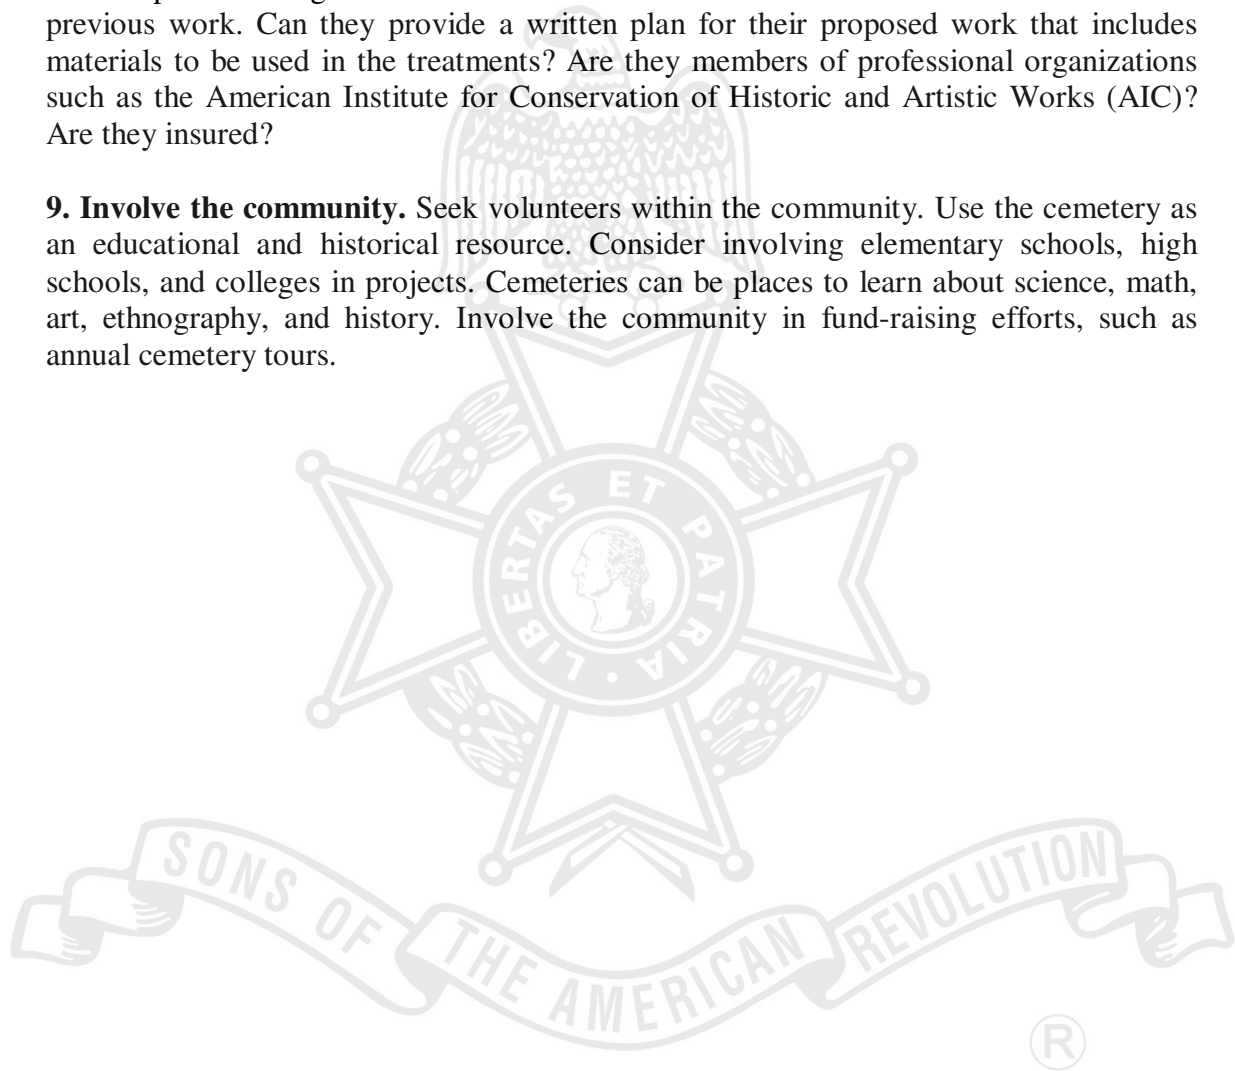 previous work. Can they provide a written plan for their proposed work that includes
materials to be used in the treatments? Are they members of professional organizations
such as the American Institute for Conservation of Historic and Artistic Works (AIC)?
Are they insured?
9. Involve the community. Seek volunteers within the community. Use the cemetery as
an educational and historical resource. Consider involving elementary schools, high
schools, and colleges in projects. Cemeteries can be places to learn about science, math,
art, ethnography, and history. Involve the community in fund-raising efforts, such as
annual cemetery tours.
LIBERTAS ET PATRIA
SONS OF THE AMERICAN REVOLUTION
®